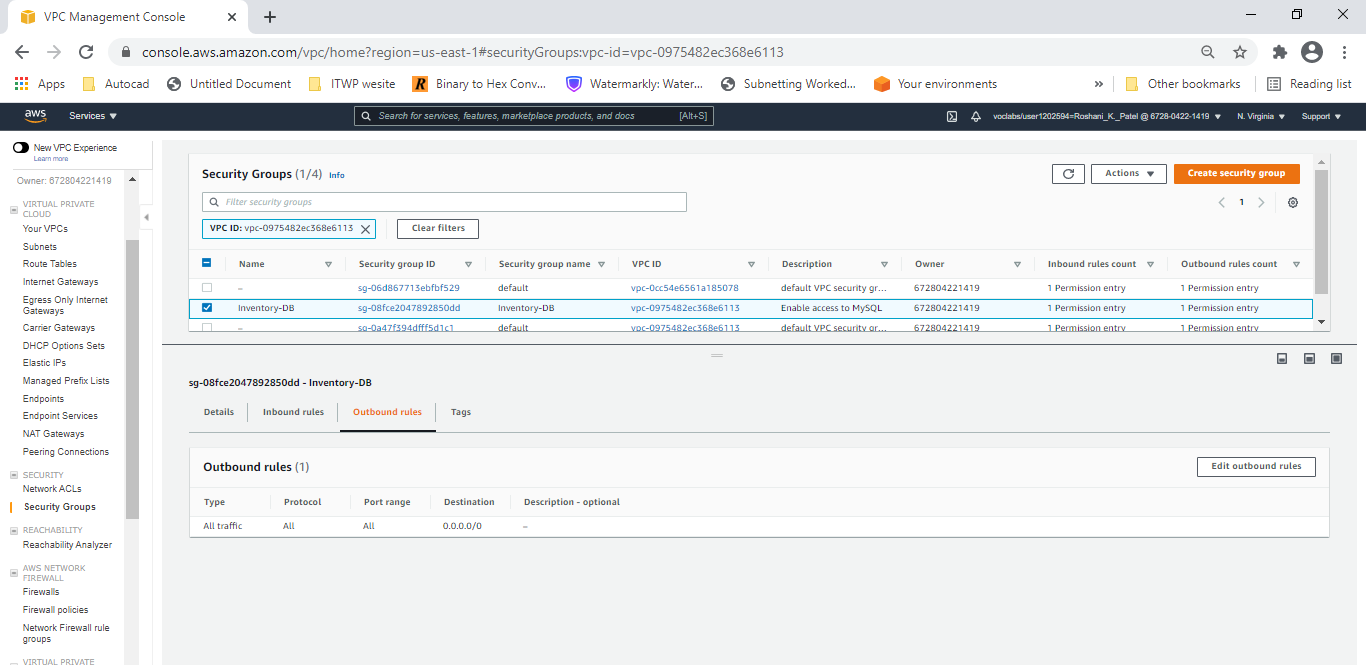 VPC Management Console
console.aws.amazon.com/vpc/home?region=us-east-1#securityGroups:vpc-id=vpc-0975482ec368e6113
Apps Autocad Untitled Document ITWP wesite Binary to Hex Conv... Watermarkly: Water... Subnetting Worked... Your environments » Other bookmarks Reading list
aws Services Search for services, features, marketplace products, and docs [Alt+S] voclabs/user1202594=Roshani_K._Patel @ 6728-0422-1419 N. Virginia Support
New VPC Experience
Learn more
Owner: 672804221419
VIRTUAL PRIVATE
CLOUD
Your VPCs
Subnets
Route Tables
Internet Gateways
Egress Only Internet
Gateways
Carrier Gateways
DHCP Options Sets
Elastic IPs
Managed Prefix Lists
Endpoints
Endpoint Services
NAT Gateways
Peering Connections
SECURITY
Network ACLs
Security Groups
REACHABILITY
Reachability Analyzer
AWS NETWORK
FIREWALL
Firewalls
Firewall policies
Network Firewall rule
groups
VIRTUAL PRIVATE
Security Groups (1/4) Info Actions Create security group
Filter security groups 1
VPC ID: vpc-0975482ec368e6113 Clear filters
Name Security group ID Security group name VPC ID Description Owner Inbound rules count Outbound rules count
– sg-06d867713ebfbf529 default vpc-0cc54e6561a185078 default VPC security gr... 672804221419 1 Permission entry 1 Permission entry
Inventory-DB sg-08fce2047892850dd Inventory-DB vpc-0975482ec368e6113 Enable access to MySQL 672804221419 1 Permission entry 1 Permission entry
– sg-0a47f394dfff5d1c1 default vpc-0975482ec368e6113 default VPC security gr... 672804221419 1 Permission entry 1 Permission entry
sg-08fce2047892850dd - Inventory-DB
Details Inbound rules Outbound rules Tags
Outbound rules (1) Edit outbound rules
Type Protocol Port range Destination Description - optional
All traffic All All 0.0.0.0/0 –